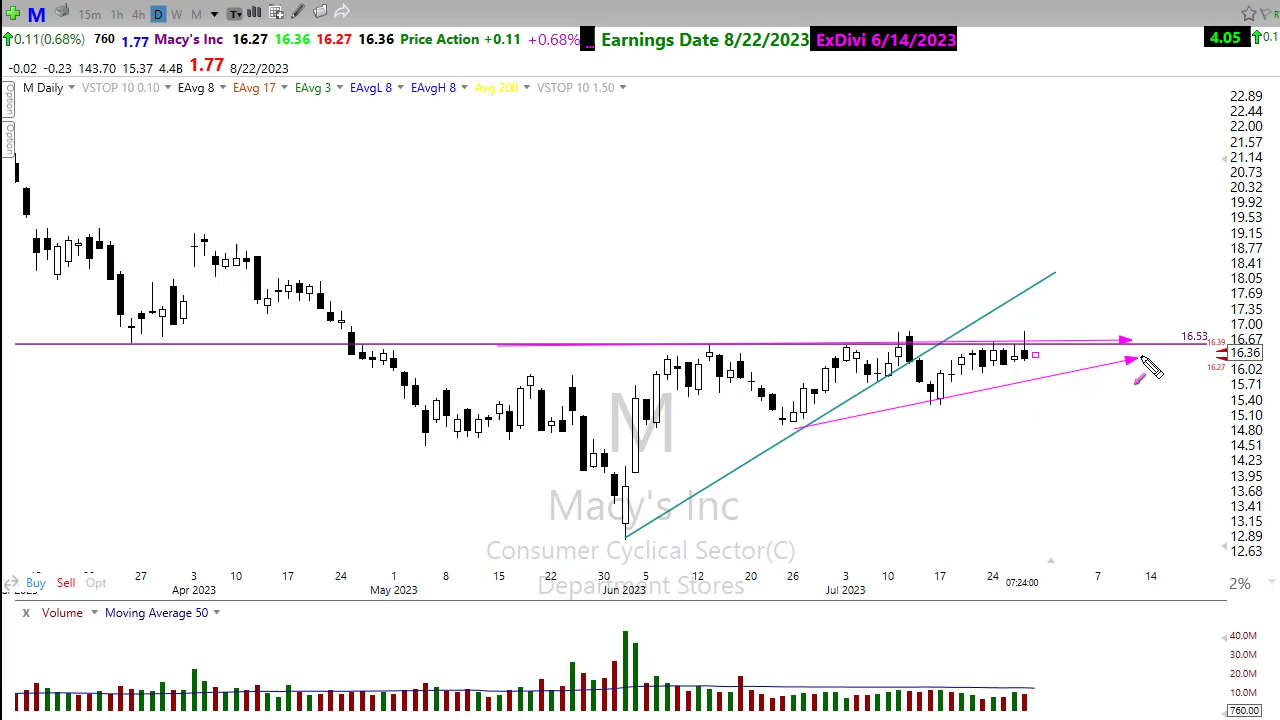 M 15m 1h 4h D W M T
0.11(0.68%) 760 1.77 Macy's Inc 16.27 16.36 16.27 16.36 Price Action +0.11 +0.68% ... Earnings Date 8/22/2023 ExDivi 6/14/2023 4.05 0.1
-0.02 -0.23 143.70 15.37 4.4B 1.77 8/22/2023
M Daily VSTOP 10 0.10 EAvg 8 EAvg 17 EAvg 3 EAvgL 8 EAvgH 8 Avg 200 VSTOP 10 1.50
Option
Option
22.89
22.44
22.00
21.57
21.14
20.73
20.32
19.92
19.53
19.15
18.77
18.41
18.05
17.69
17.35
17.00
16.53
16.67
16.39
16.36
16.27
16.02
15.71
15.40
15.10
14.80
14.51
14.23
13.95
13.68
13.41
13.15
12.89
12.63
M
Macy's Inc
Consumer Cyclical Sector(C)
Department Stores
27 3 10 17 24 1 8 15 22 30 5 12 20 26 3 10 17 24 07:24:00 7 14
Buy Sell Opt 2%
Apr 2023 May 2023 Jun 2023 Jul 2023
X Volume Moving Average 50
40.0M
30.0M
20.0M
10.0M
760.00